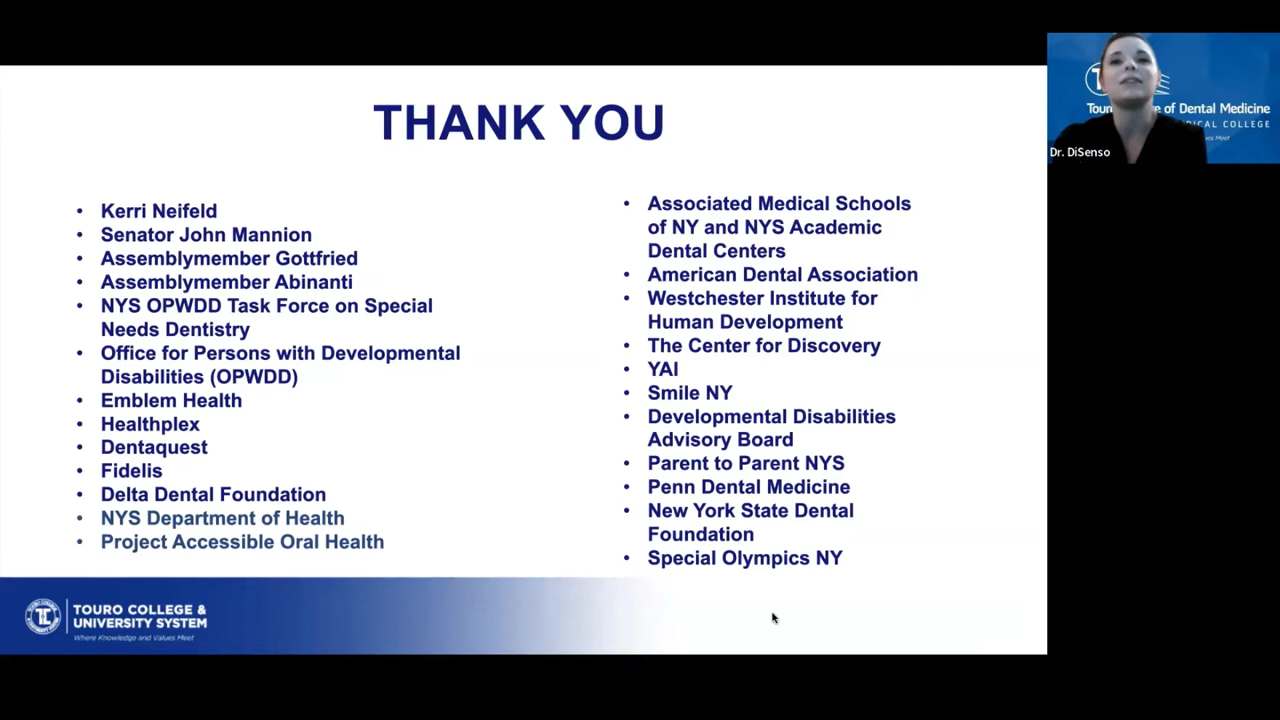 THANK YOU
• Kerri Neifeld
• Senator John Mannion
• Assemblymember Gottfried
• Assemblymember Abinanti
• NYS OPWDD Task Force on Special
Needs Dentistry
• Office for Persons with Developmental
Disabilities (OPWDD)
• Emblem Health
• Healthplex
• Dentaquest
• Fidelis
• Delta Dental Foundation
• NYS Department of Health
• Project Accessible Oral Health
• Associated Medical Schools
of NY and NYS Academic
Dental Centers
• American Dental Association
• Westchester Institute for
Human Development
• The Center for Discovery
• YAI
• Smile NY
• Developmental Disabilities
Advisory Board
• Parent to Parent NYS
• Penn Dental Medicine
• New York State Dental
Foundation
• Special Olympics NY
TOURO COLLEGE &
UNIVERSITY SYSTEM
Where Knowledge and Values Meet
of Dental Medicine
COLLEGE
Meet
Dr. DiSenso